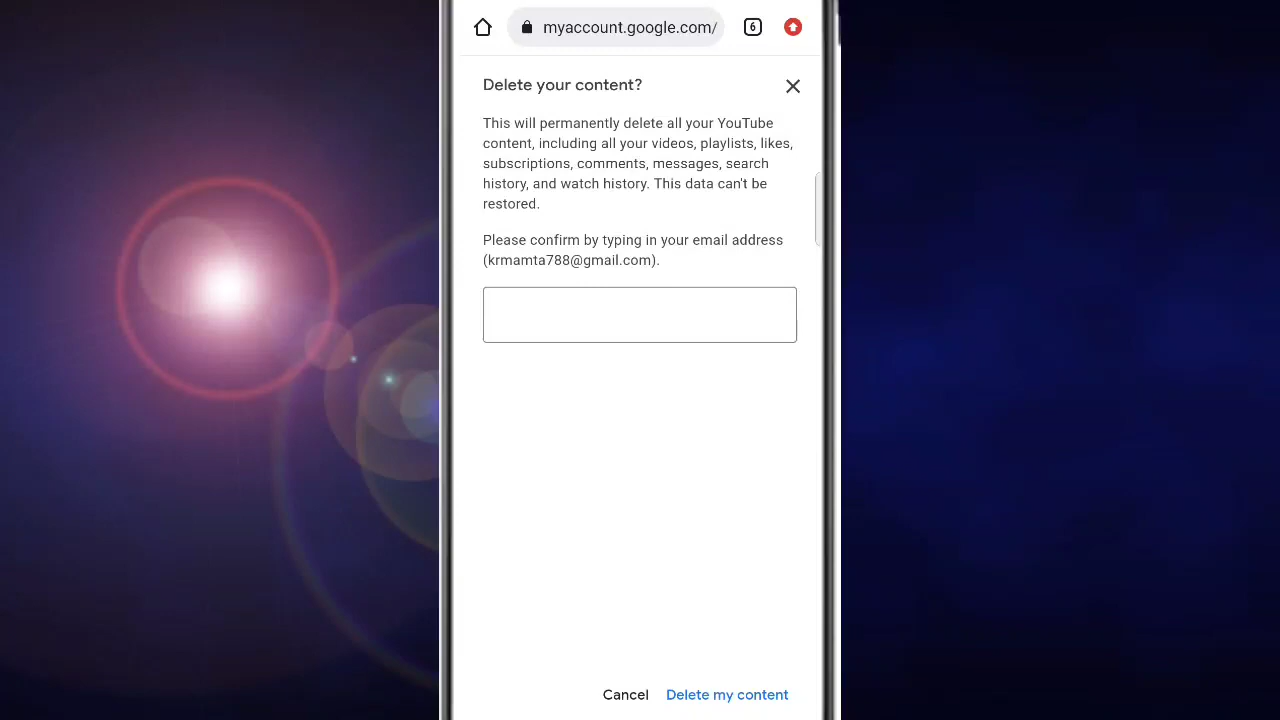 myaccount.google.com/
6
Delete your content?
This will permanently delete all your YouTube
content, including all your videos, playlists, likes,
subscriptions, comments, messages, search
history, and watch history. This data can't be
restored.
Please confirm by typing in your email address
(krmamta788@gmail.com).
Cancel
Delete my content